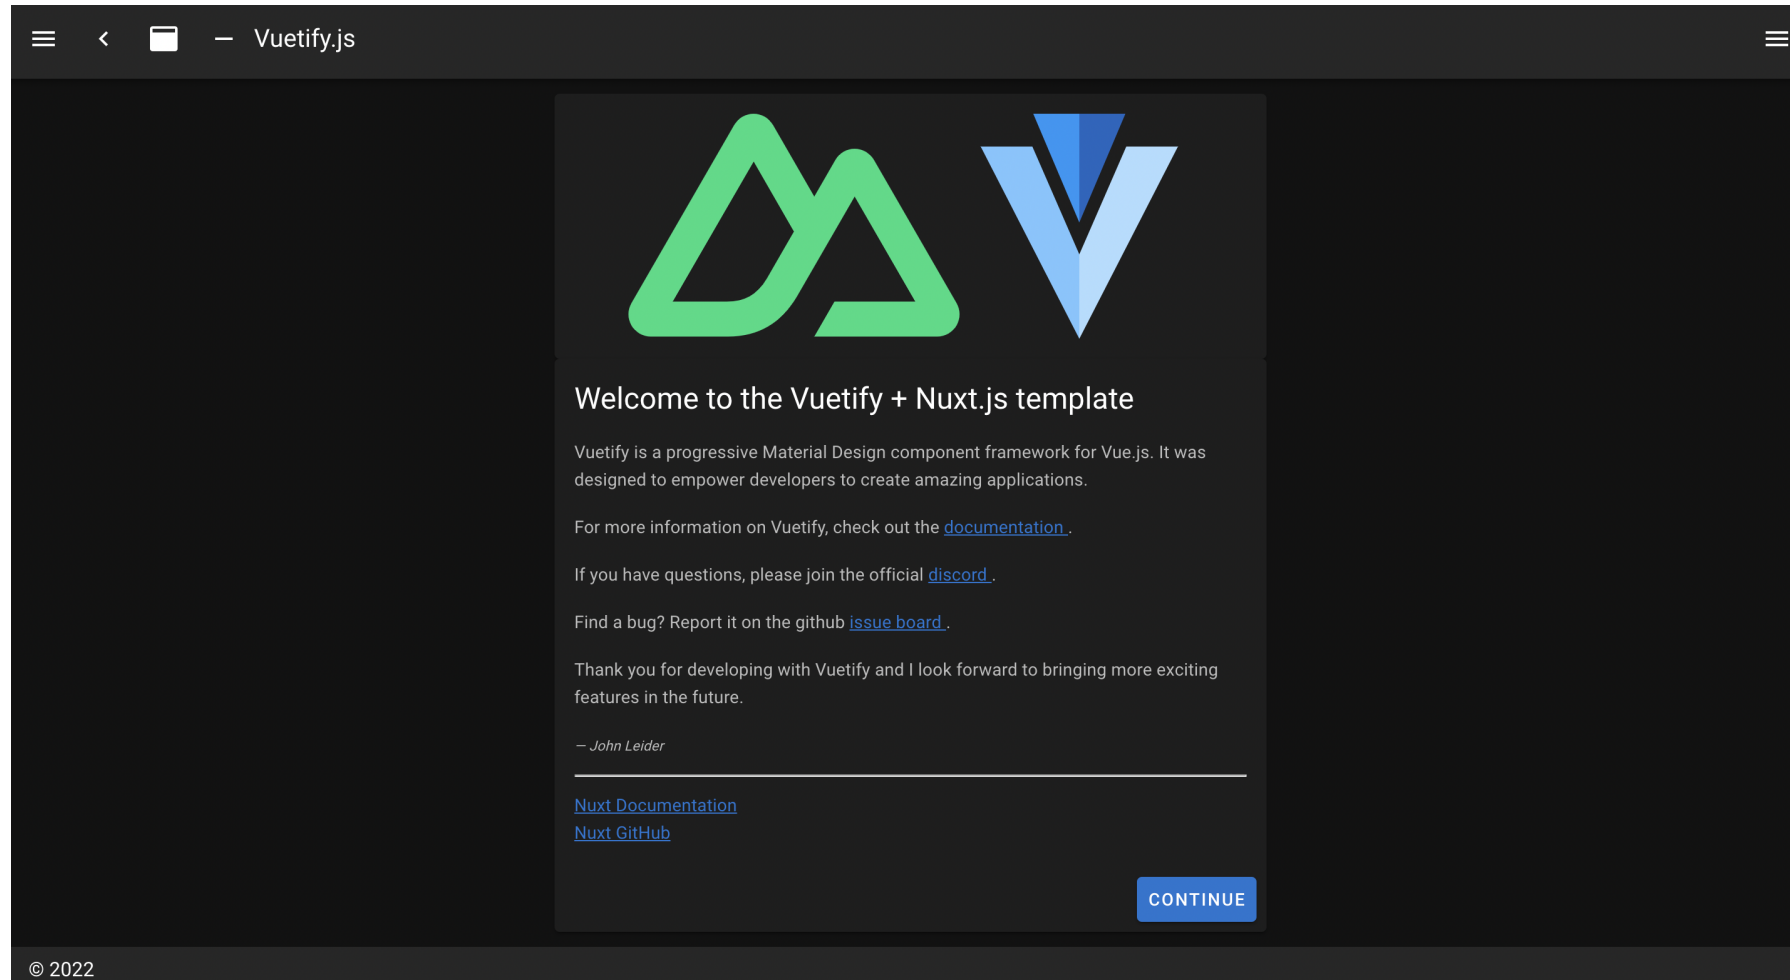 Vuetify.js
Welcome to the Vuetify + Nuxt.js template
Vuetify is a progressive Material Design component framework for Vue.js. It was
designed to empower developers to create amazing applications.
For more information on Vuetify, check out the documentation .
If you have questions, please join the official discord .
Find a bug? Report it on the github issue board .
Thank you for developing with Vuetify and I look forward to bringing more exciting
features in the future.
— John Leider
Nuxt Documentation
Nuxt GitHub
CONTINUE
© 2022